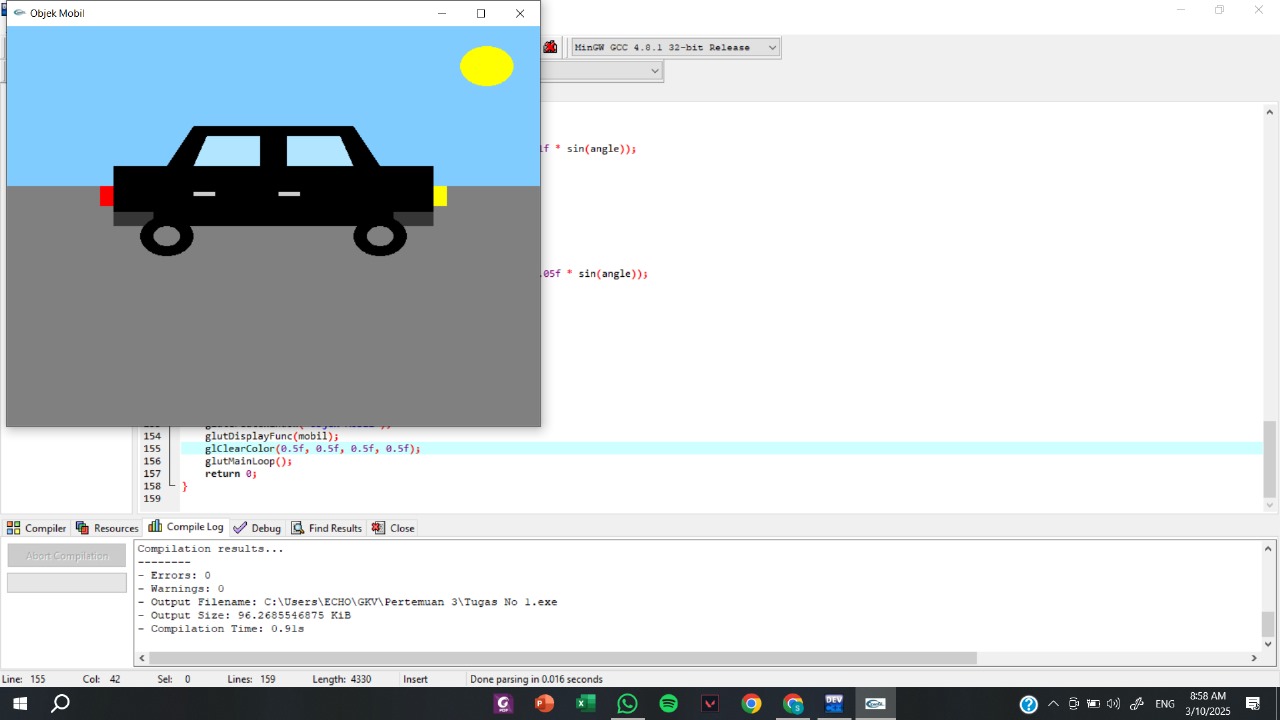 Objek Mobil
MinGW GCC 4.8.1 32-bit Release
lf * sin(angle));
.05f * sin(angle));
154 glutDisplayFunc(mobil);
155 glClearColor(0.5f, 0.5f, 0.5f, 0.5f);
156 glutMainLoop();
157 return 0;
158 }
159
Compiler Resources Compile Log Debug Find Results Close
Abort Compilation
Compilation results...
--------
- Errors: 0
- Warnings: 0
- Output Filename: C:\Users\ECHO\GKV\Pertemuan 3\Tugas No 1.exe
- Output Size: 96.2685546875 KiB
- Compilation Time: 0.91s
Line: 155 Col: 42 Sel: 0 Lines: 159 Length: 4330 Insert Done parsing in 0.016 seconds
DEV
ENG
8:58 AM
3/10/2025